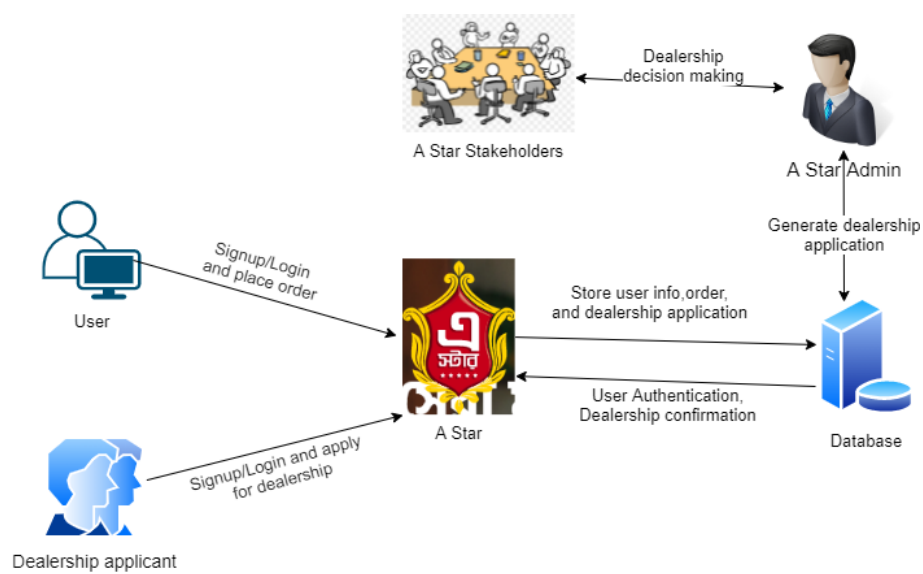 Dealership
decision making
A Star Stakeholders
A Star Admin
Generate dealership
application
Signup/Login
and place order
User
Store user info,order,
and dealership application
এ
স্টার
User Authentication,
Dealership confirmation
A Star
Database
Signup/Login and apply
for dealership
Dealership applicant